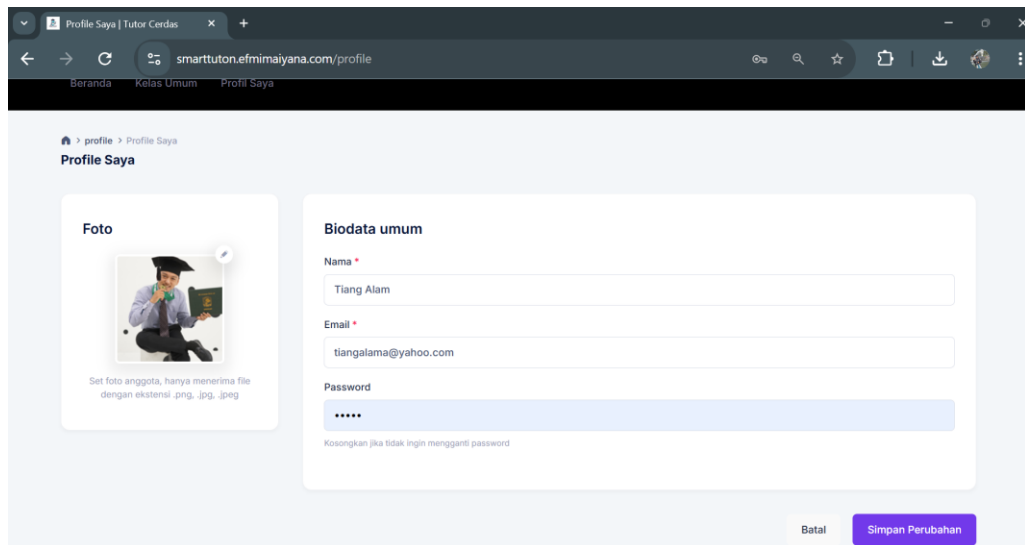 Profile Saya | Tutor Cerdas
smarttuton.efmimaiyana.com/profile
Beranda Kelas Umum Profil Saya
profile > Profile Saya
Profile Saya
Foto
Set foto anggota, hanya menerima file
dengan ekstensi .png, .jpg, .jpeg
Biodata umum
Nama *
Tiang Alam
Email *
tiangalama@yahoo.com
Password
•••••
Kosongkan jika tidak ingin mengganti password
Batal Simpan Perubahan